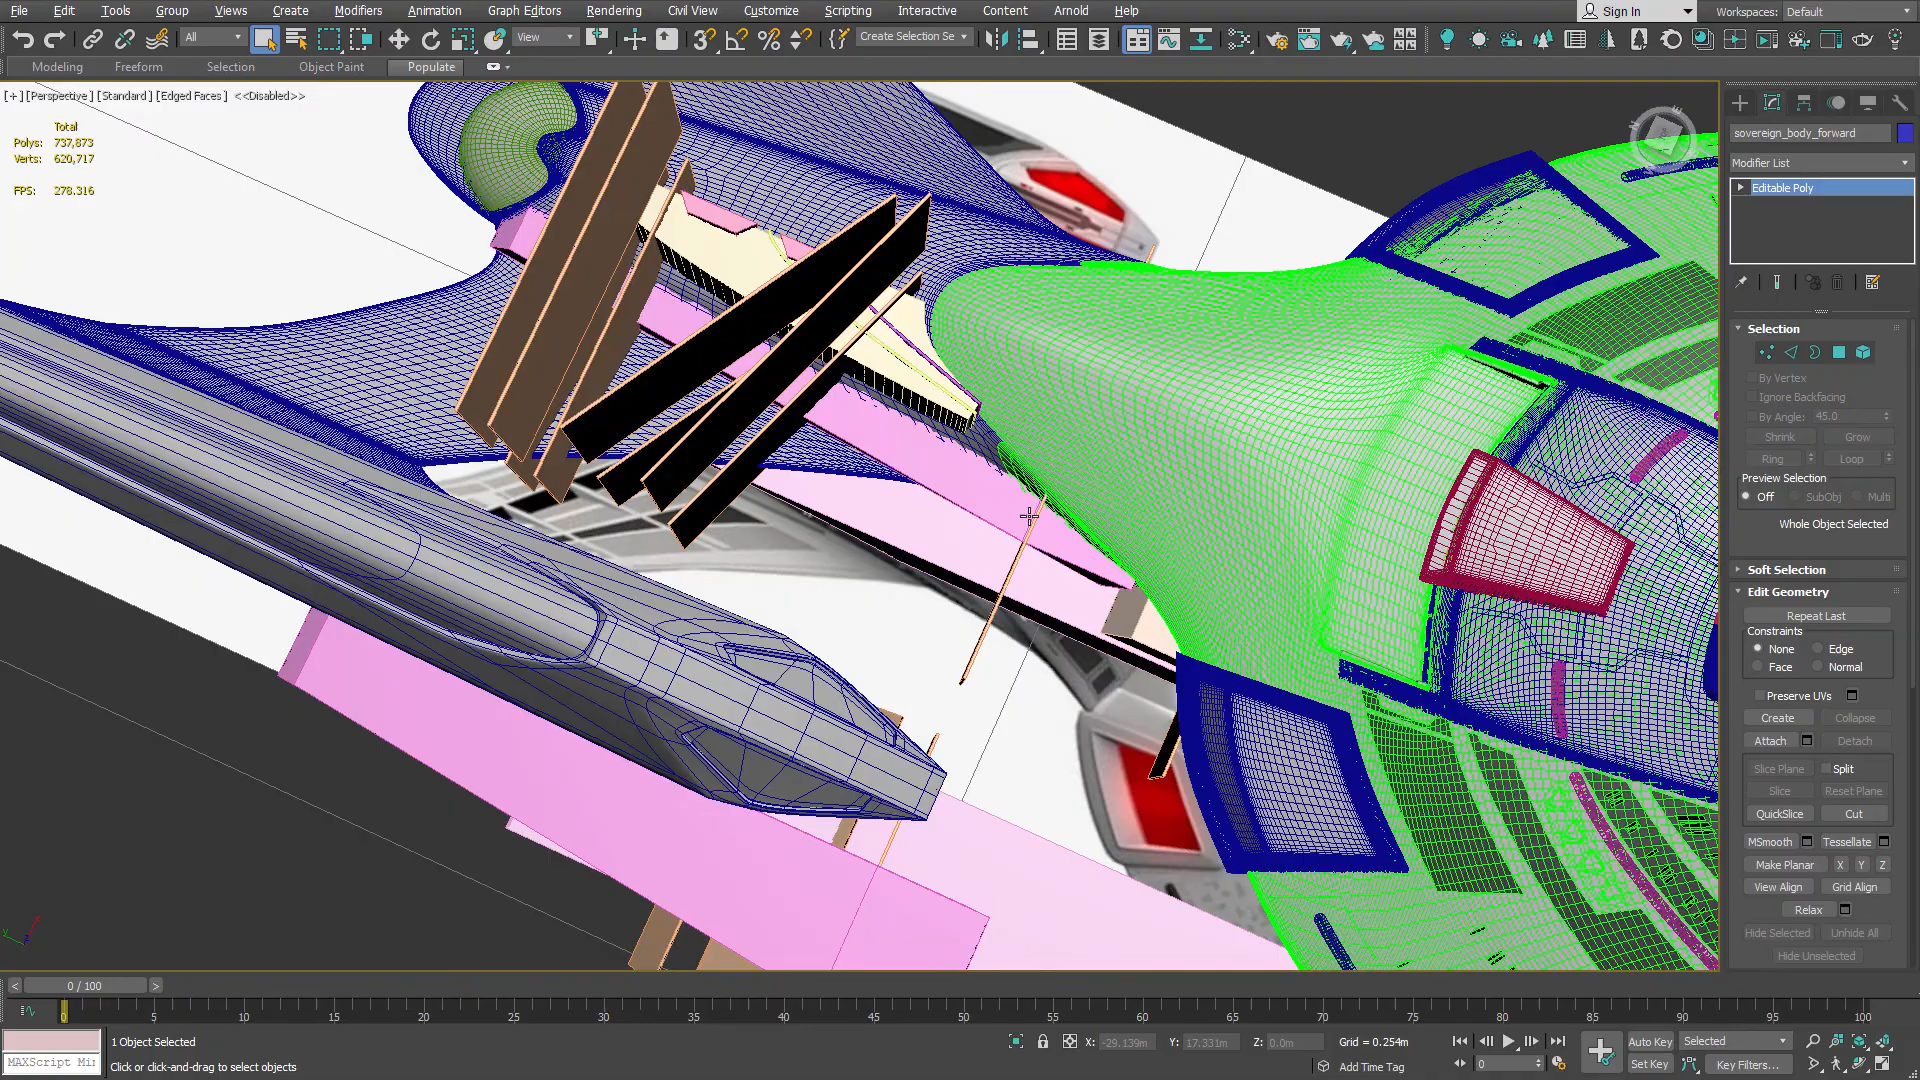 File Edit Tools Group Views Create Modifiers Animation Graph Editors Rendering Civil View Customize Scripting Interactive Content Arnold Help Sign In Workspaces: Default
All View Create Selection Se
Modeling Freeform Selection Object Paint Populate
[+] [Perspective] [Standard] [Edged Faces] <<Disabled>>
Total
Polys: 737,873
Verts: 620,717
FPS: 278.316
sovereign_body_forward
Modifier List
Editable Poly
Selection
By Vertex
Ignore Backfacing
By Angle: 45.0
Shrink Grow
Ring Loop
Preview Selection
Off SubObj Multi
Whole Object Selected
Soft Selection
Edit Geometry
Repeat Last
Constraints
None Edge
Face Normal
Preserve UVs
Create Collapse
Attach Detach
Slice Plane Split
Slice Reset Plane
QuickSlice Cut
MSmooth Tessellate
Make Planar X Y Z
View Align Grid Align
Relax
Hide Selected Unhide All
Hide Unselected
< 0 / 100 >
0 5 10 15 20 25 30 35 40 45 50 55 60 65 70 75 80 85 90 95 100
1 Object Selected X: -29.139m Y: 17.331m Z: 0.0m Grid = 0.254m Auto Key Selected
MAXScript Mi Click or click-and-drag to select objects Add Time Tag 0 Set Key Key Filters...